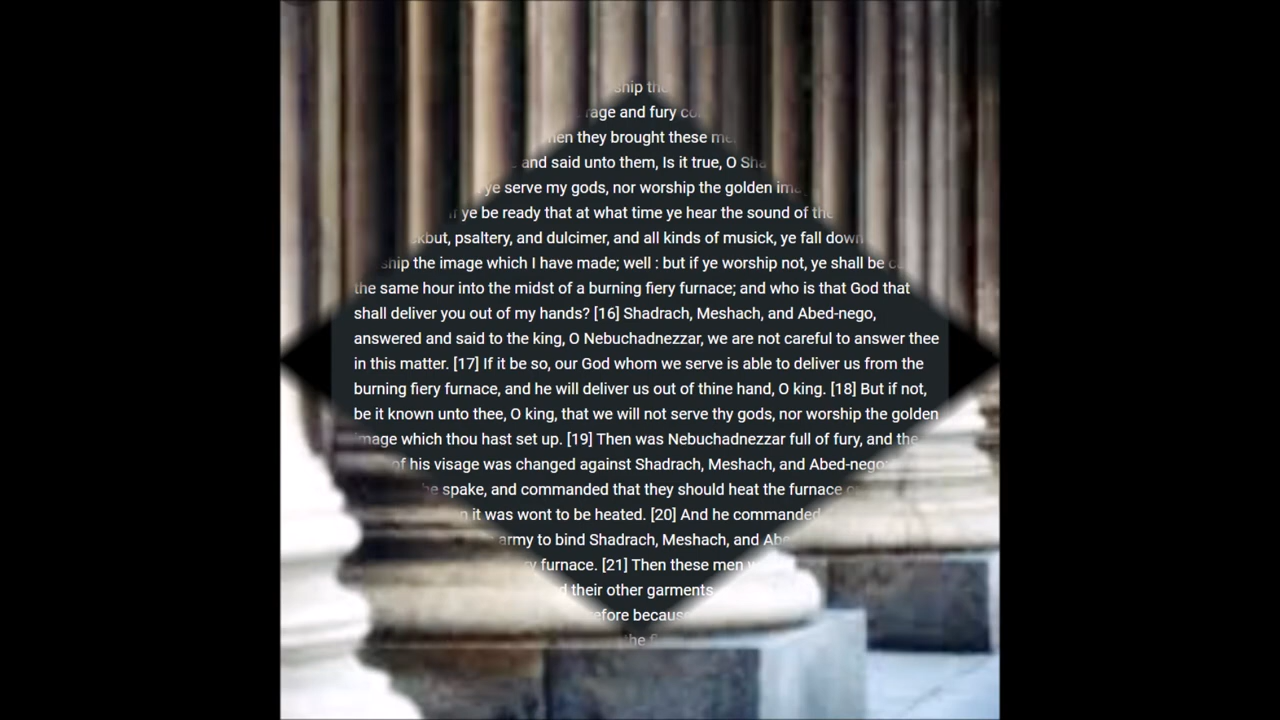 the
rage and fury
they brought these
and said unto them, Is it true, O
ye serve my gods, nor worship the golden
ye be ready that at what time ye hear the sound of the
psaltery, and dulcimer, and all kinds of musick, ye fall down
the image which I have made; well : but if ye worship not, ye shall be
the same hour into the midst of a burning fiery furnace; and who is that God that
shall deliver you out of my hands? [16] Shadrach, Meshach, and Abed-nego,
answered and said to the king, O Nebuchadnezzar, we are not careful to answer thee
in this matter. [17] If it be so, our God whom we serve is able to deliver us from the
burning fiery furnace, and he will deliver us out of thine hand, O king. [18] But if not,
be it known unto thee, O king, that we will not serve thy gods, nor worship the golden
image which thou hast set up. [19] Then was Nebuchadnezzar full of fury, and the
of his visage was changed against Shadrach, Meshach, and Abed-nego:
he spake, and commanded that they should heat the furnace
it was wont to be heated. [20] And he commanded
army to bind Shadrach, Meshach, and
furnace. [21] Then these men
their other garments
because
the